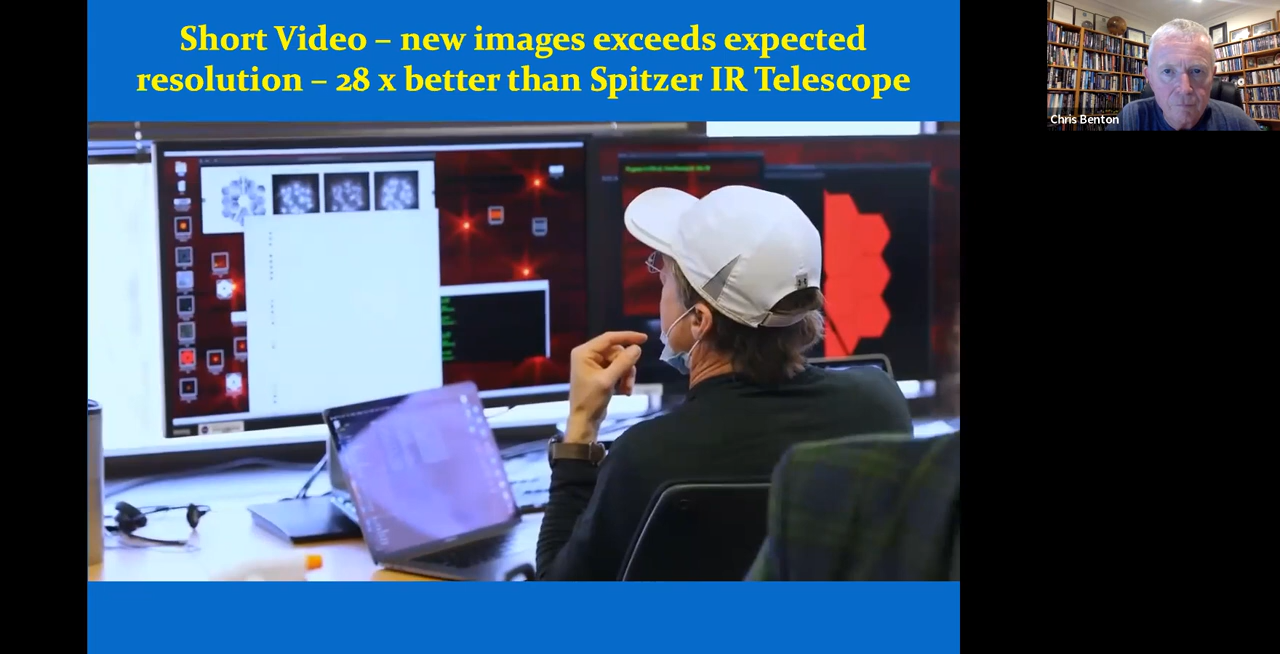 Short Video – new images exceeds expected
resolution – 28 x better than Spitzer IR Telescope
Chris Benton